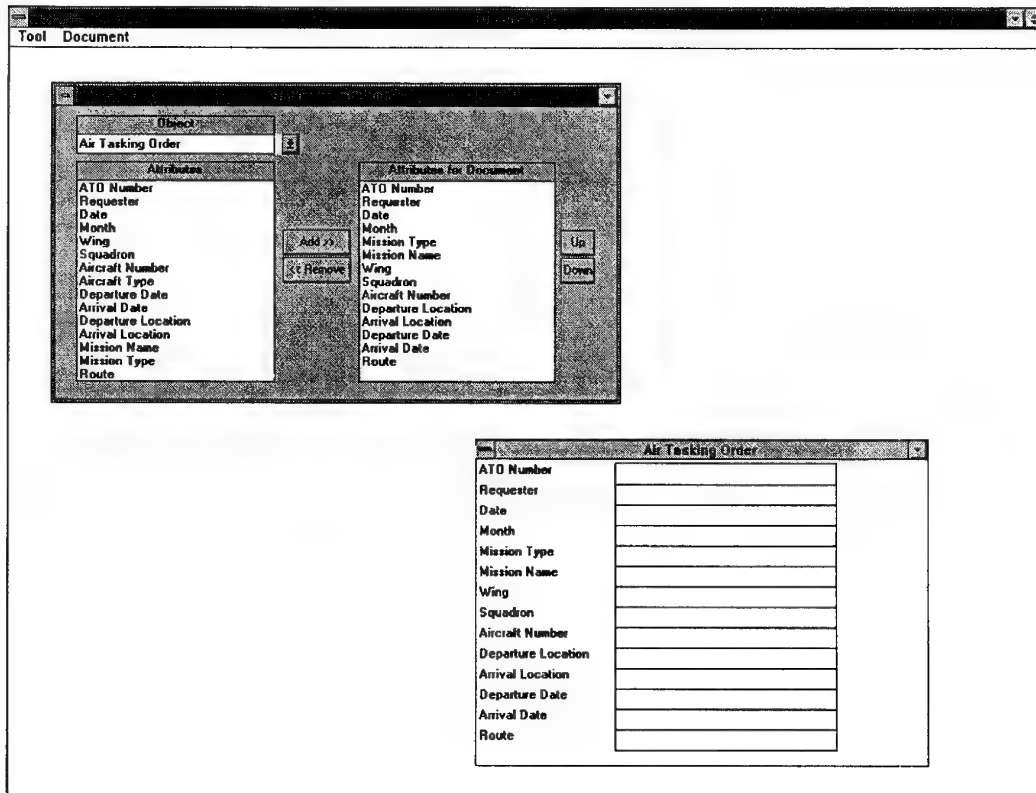 Tool Document
Object
Air Tasking Order
Attributes
ATO Number
Requester
Date
Month
Wing
Squadron
Aircraft Number
Aircraft Type
Departure Date
Arrival Date
Departure Location
Arrival Location
Mission Name
Mission Type
Route
Add >>
<< Remove
Attributes for Document
ATO Number
Requester
Date
Month
Mission Type
Mission Name
Wing
Squadron
Aircraft Number
Departure Location
Arrival Location
Departure Date
Arrival Date
Route
Up
Down
Air Tasking Order
ATO Number
Requester
Date
Month
Mission Type
Mission Name
Wing
Squadron
Aircraft Number
Departure Location
Arrival Location
Departure Date
Arrival Date
Route